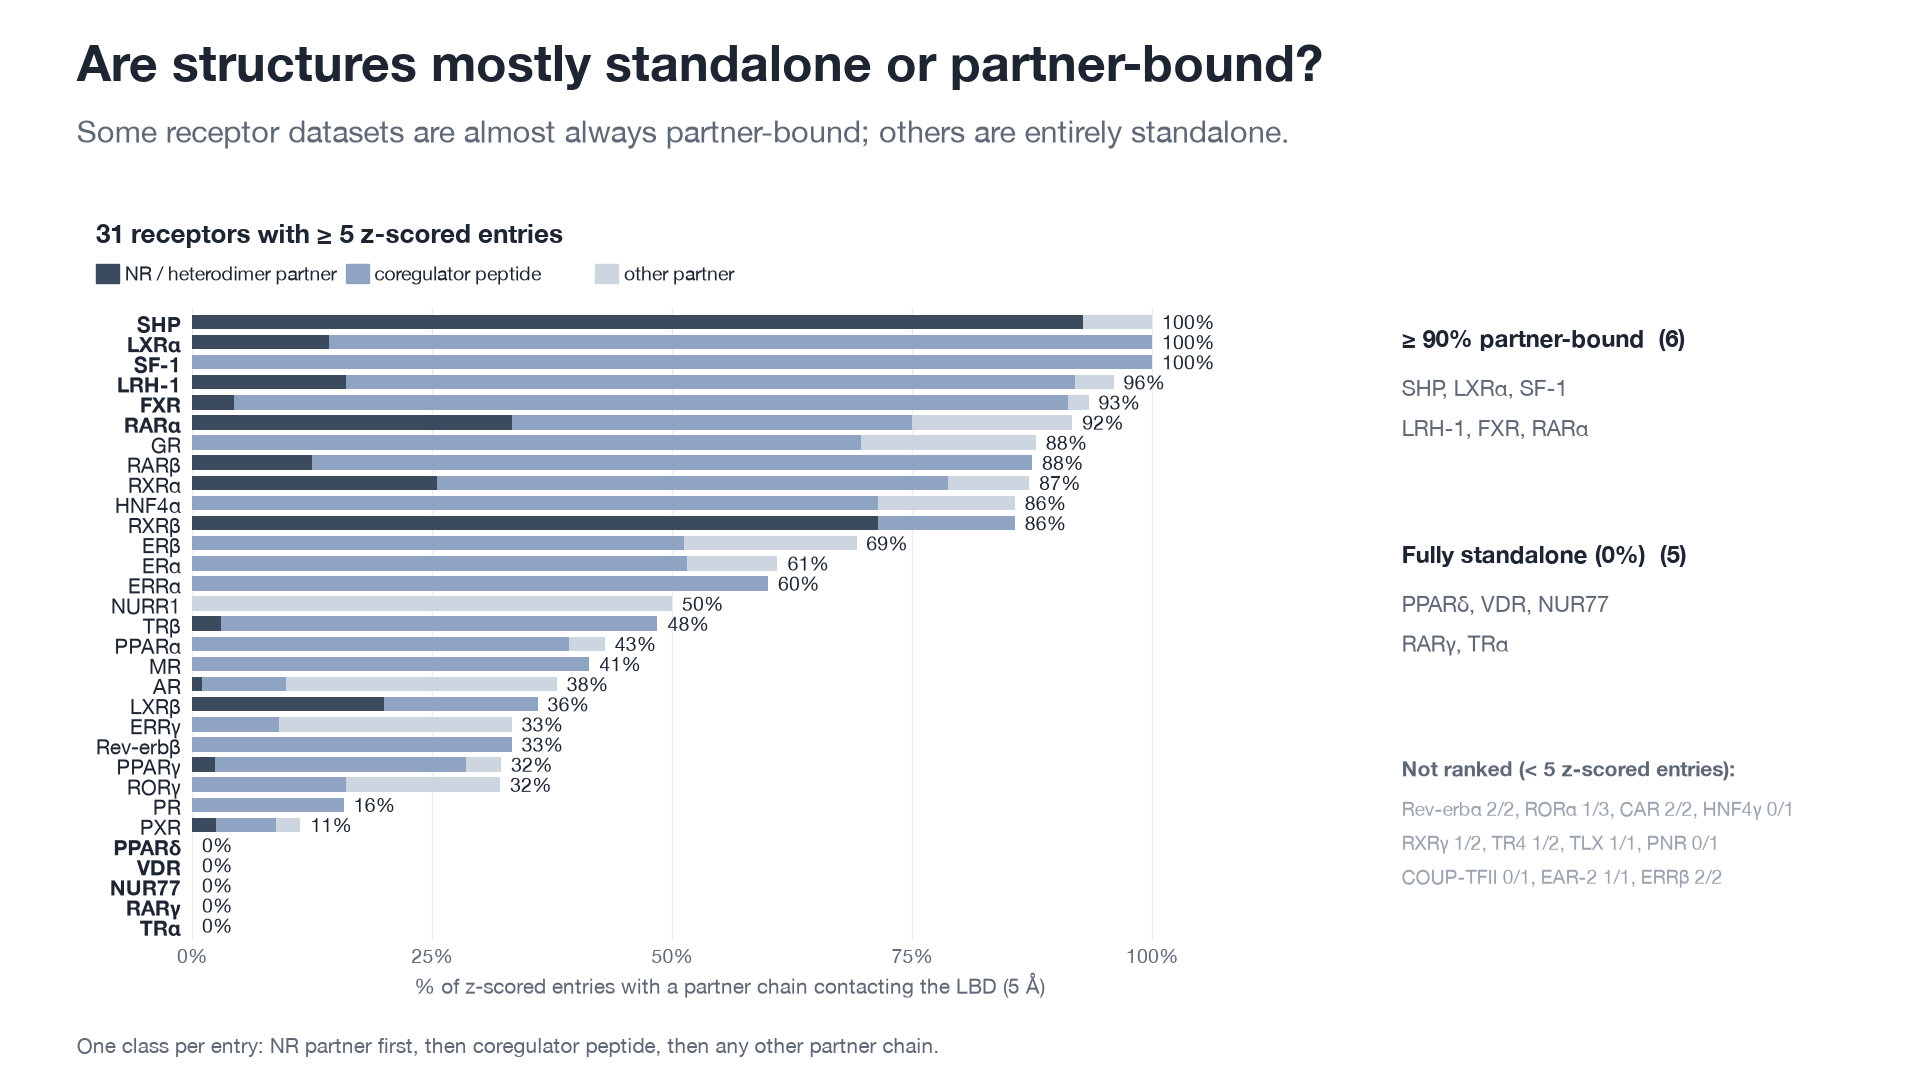 Are structures mostly standalone or partner-bound?
Some receptor datasets are almost always partner-bound; others are entirely standalone.
31 receptors with ≥ 5 z-scored entries
NR / heterodimer partner coregulator peptide other partner
SHP 100%
LXRα 100%
SF-1 100%
LRH-1 96%
FXR 93%
RARα 92%
GR 88%
RARβ 88%
RXRα 87%
HNF4α 86%
RXRβ 86%
ERβ 69%
ERα 61%
ERRα 60%
NURR1 50%
TRβ 48%
PPARα 43%
MR 41%
AR 38%
LXRβ 36%
ERRγ 33%
Rev-erbβ 33%
PPARγ 32%
RORγ 32%
PR 16%
PXR 11%
PPARδ 0%
VDR 0%
NUR77 0%
RARγ 0%
TRα 0%
0% 25% 50% 75% 100%
% of z-scored entries with a partner chain contacting the LBD (5 Å)
≥ 90% partner-bound (6)
SHP, LXRα, SF-1
LRH-1, FXR, RARα
Fully standalone (0%) (5)
PPARδ, VDR, NUR77
RARγ, TRα
Not ranked (< 5 z-scored entries):
Rev-erbα 2/2, RORα 1/3, CAR 2/2, HNF4γ 0/1
RXRγ 1/2, TR4 1/2, TLX 1/1, PNR 0/1
COUP-TFII 0/1, EAR-2 1/1, ERRβ 2/2
One class per entry: NR partner first, then coregulator peptide, then any other partner chain.